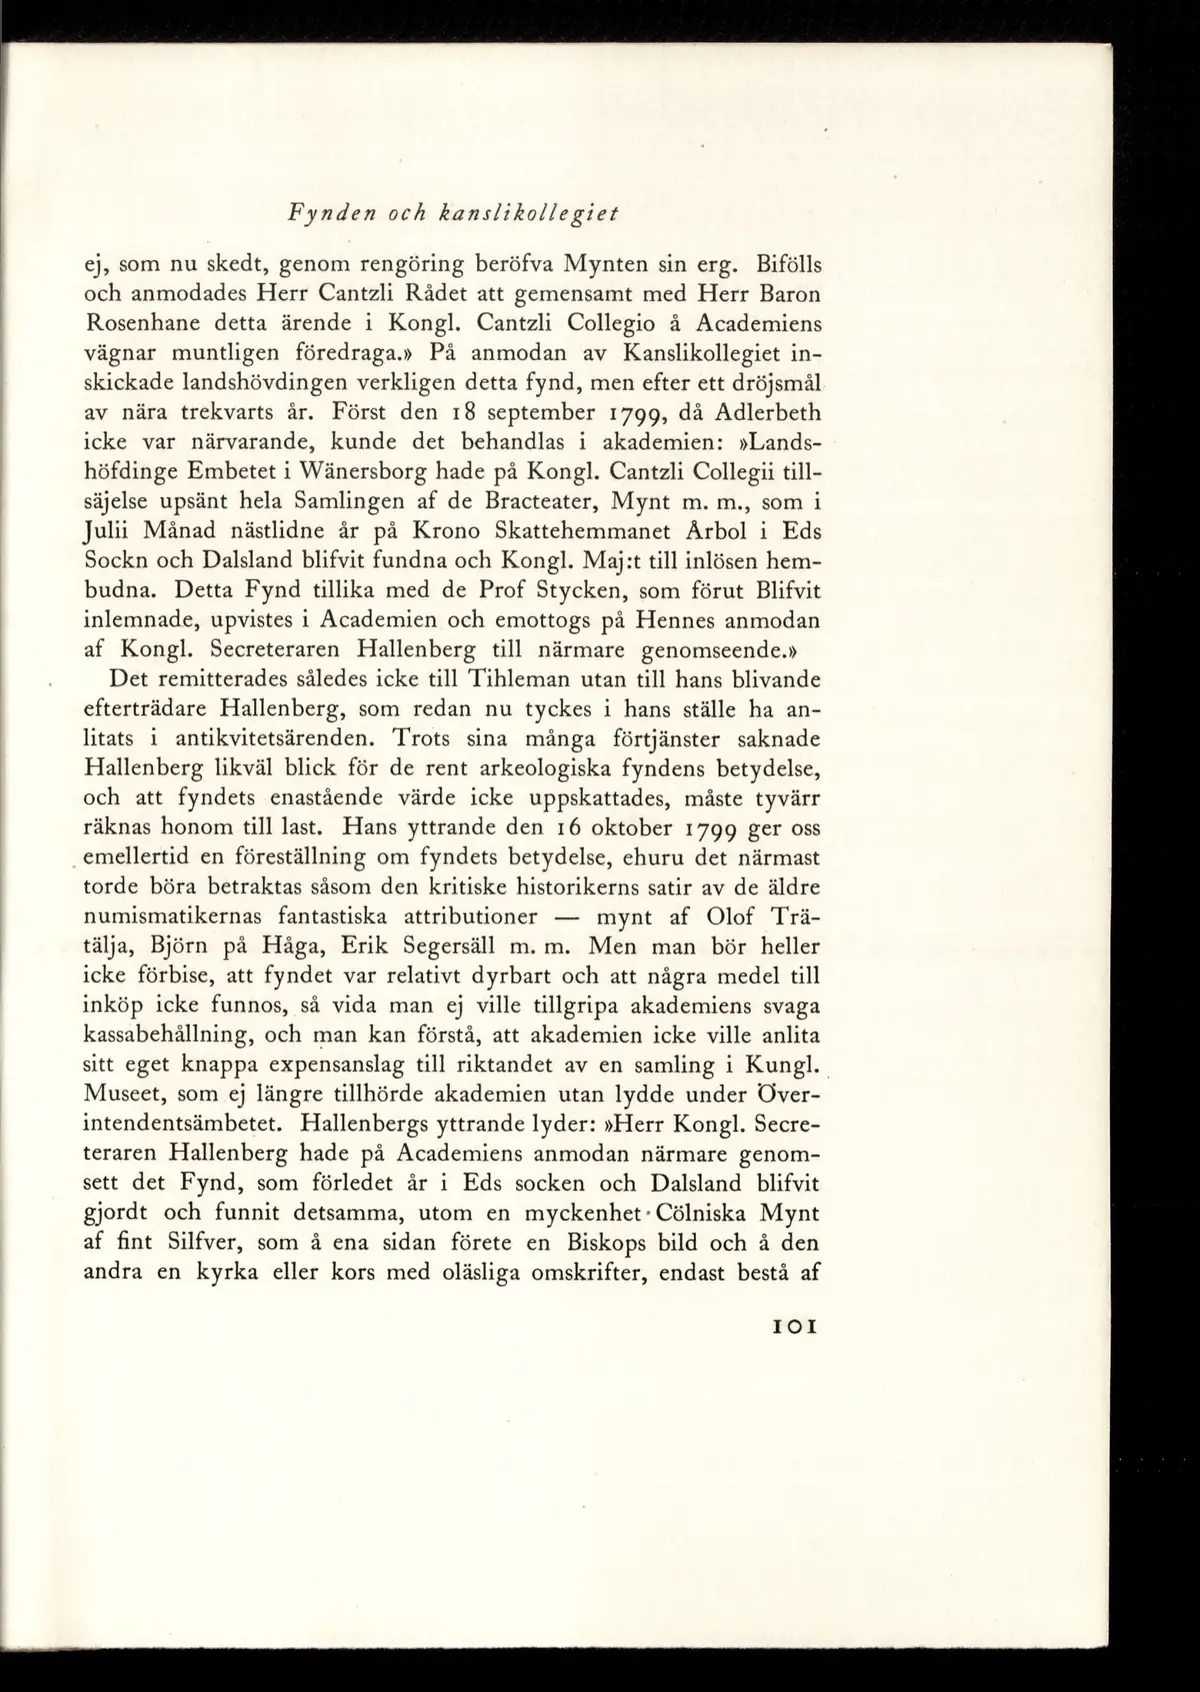 Fynden och kanslikollegiet
ej, som nu skedt, genom rengöring beröfva Mynten sin erg. Bifölls
och anmodades Herr Cantzli Rådet att gemensamt med Herr Baron
Rosenhane detta ärende i Kongl. Cantzli Collegio å Academiens
vägnar muntligen föredraga.» På anmodan av Kanslikollegiet in-
skickade landshövdingen verkligen detta fynd, men efter ett dröjsmål
av nära trekvarts år. Först den 18 september 1799, då Adlerbeth
icke var närvarande, kunde det behandlas i akademien: »Lands-
höfdinge Embetet i Wänersborg hade på Kongl. Cantzli Collegii till-
säjelse upsänt hela Samlingen af de Bracteater, Mynt m. m., som i
Julii Månad nästlidne år på Krono Skattehemmanet Årbol i Eds
Sockn och Dalsland blifvit fundna och Kongl. Maj:t till inlösen hem-
budna. Detta Fynd tillika med de Prof Stycken, som förut Blifvit
inlemnade, upvistes i Academien och emottogs på Hennes anmodan
af Kongl. Secreteraren Hallenberg till närmare genomseende.»
Det remitterades således icke till Tihleman utan till hans blivande
efterträdare Hallenberg, som redan nu tyckes i hans ställe ha an-
litats i antikvitetsärenden. Trots sina många förtjänster saknade
Hallenberg likväl blick för de rent arkeologiska fyndens betydelse,
och att fyndets enastående värde icke uppskattades, måste tyvärr
räknas honom till last. Hans yttrande den 16 oktober 1799 ger oss
emellertid en föreställning om fyndets betydelse, ehuru det närmast
torde böra betraktas såsom den kritiske historikerns satir av de äldre
numismatikernas fantastiska attributioner — mynt af Olof Trä-
tälja, Björn på Håga, Erik Segersäll m. m. Men man bör heller
icke förbise, att fyndet var relativt dyrbart och att några medel till
inköp icke funnos, så vida man ej ville tillgripa akademiens svaga
kassabehållning, och man kan förstå, att akademien icke ville anlita
sitt eget knappa expensanslag till riktandet av en samling i Kungl.
Museet, som ej längre tillhörde akademien utan lydde under Över-
intendentsämbetet. Hallenbergs yttrande lyder: »Herr Kongl. Secre-
teraren Hallenberg hade på Academiens anmodan närmare genom-
sett det Fynd, som förledet år i Eds socken och Dalsland blifvit
gjordt och funnit detsamma, utom en myckenhet Cölniska Mynt
af fint Silfver, som å ena sidan förete en Biskops bild och å den
andra en kyrka eller kors med oläsliga omskrifter, endast bestå af
101